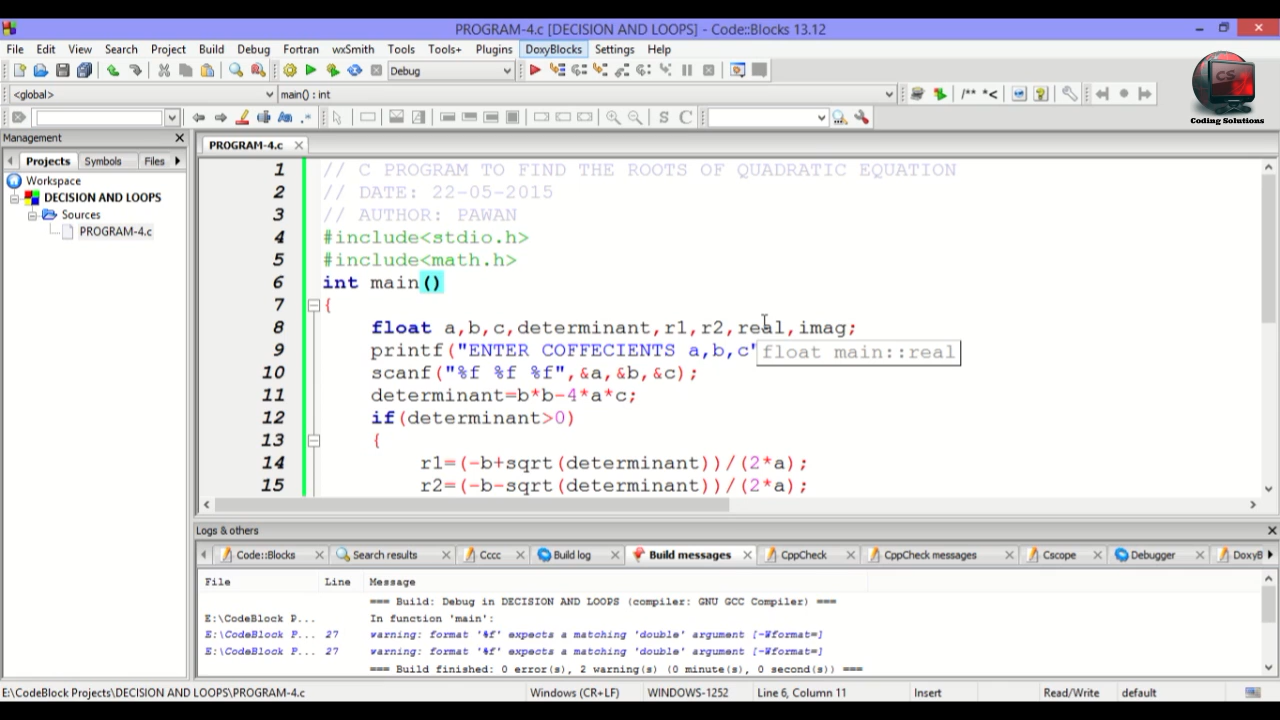 PROGRAM-4.c [DECISION AND LOOPS] - Code::Blocks 13.12
File Edit View Search Project Build Debug Fortran wxSmith Tools Tools+ Plugins DoxyBlocks Settings Help
Debug
<global> main() : int /** *<
S C
CS
Coding Solutions
Management
Projects Symbols Files
Workspace
DECISION AND LOOPS
Sources
PROGRAM-4.c
PROGRAM-4.c
1 // C PROGRAM TO FIND THE ROOTS OF QUADRATIC EQUATION
2 // DATE: 22-05-2015
3 // AUTHOR: PAWAN
4 #include<stdio.h>
5 #include<math.h>
6 int main()
7 {
8 float a,b,c,determinant,r1,r2,real,imag;
9 printf("ENTER COFFECIENTS a,b,c"
float main::real
10 scanf("%f %f %f",&a,&b,&c);
11 determinant=b*b-4*a*c;
12 if(determinant>0)
13 {
14 r1=(-b+sqrt(determinant))/(2*a);
15 r2=(-b-sqrt(determinant))/(2*a);
Logs & others
Code::Blocks Search results Cccc Build log Build messages CppCheck CppCheck messages Cscope Debugger DoxyB
File Line Message
=== Build: Debug in DECISION AND LOOPS (compiler: GNU GCC Compiler) ===
E:\CodeBlock P... In function 'main':
E:\CodeBlock P... 27 warning: format '%f' expects a matching 'double' argument [-Wformat=]
E:\CodeBlock P... 27 warning: format '%f' expects a matching 'double' argument [-Wformat=]
=== Build finished: 0 error(s), 2 warning(s) (0 minute(s), 0 second(s)) ===
E:\CodeBlock Projects\DECISION AND LOOPS\PROGRAM-4.c Windows (CR+LF) WINDOWS-1252 Line 6, Column 11 Insert Read/Write default